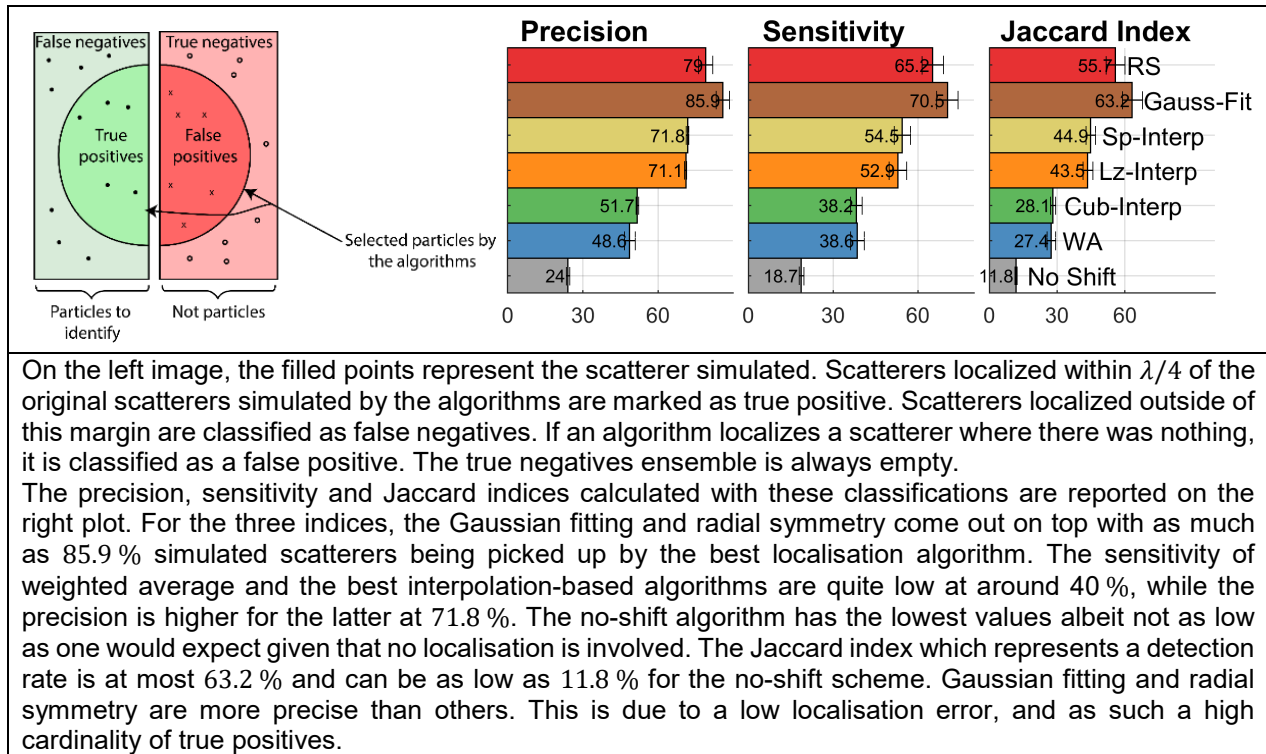 False negatives
True negatives
True
positives
False
positives
Selected particles by
the algorithms
Particles to
identify
Not particles
Precision
79
85.9
71.8
71.1
51.7
48.6
24
0 30 60
Sensitivity
65.2
70.5
54.5
52.9
38.2
38.6
18.7
0 30 60
Jaccard Index
55.7 RS
63.2 Gauss-Fit
44.9 Sp-Interp
43.5 Lz-Interp
28.1 Cub-Interp
27.4 WA
11.8 No Shift
0 30 60
On the left image, the filled points represent the scatterer simulated. Scatterers localized within 𝜆/4 of the
original scatterers simulated by the algorithms are marked as true positive. Scatterers localized outside of
this margin are classified as false negatives. If an algorithm localizes a scatterer where there was nothing,
it is classified as a false positive. The true negatives ensemble is always empty.
The precision, sensitivity and Jaccard indices calculated with these classifications are reported on the
right plot. For the three indices, the Gaussian fitting and radial symmetry come out on top with as much
as 85.9 % simulated scatterers being picked up by the best localisation algorithm. The sensitivity of
weighted average and the best interpolation-based algorithms are quite low at around 40 %, while the
precision is higher for the latter at 71.8 %. The no-shift algorithm has the lowest values albeit not as low
as one would expect given that no localisation is involved. The Jaccard index which represents a detection
rate is at most 63.2 % and can be as low as 11.8 % for the no-shift scheme. Gaussian fitting and radial
symmetry are more precise than others. This is due to a low localisation error, and as such a high
cardinality of true positives.